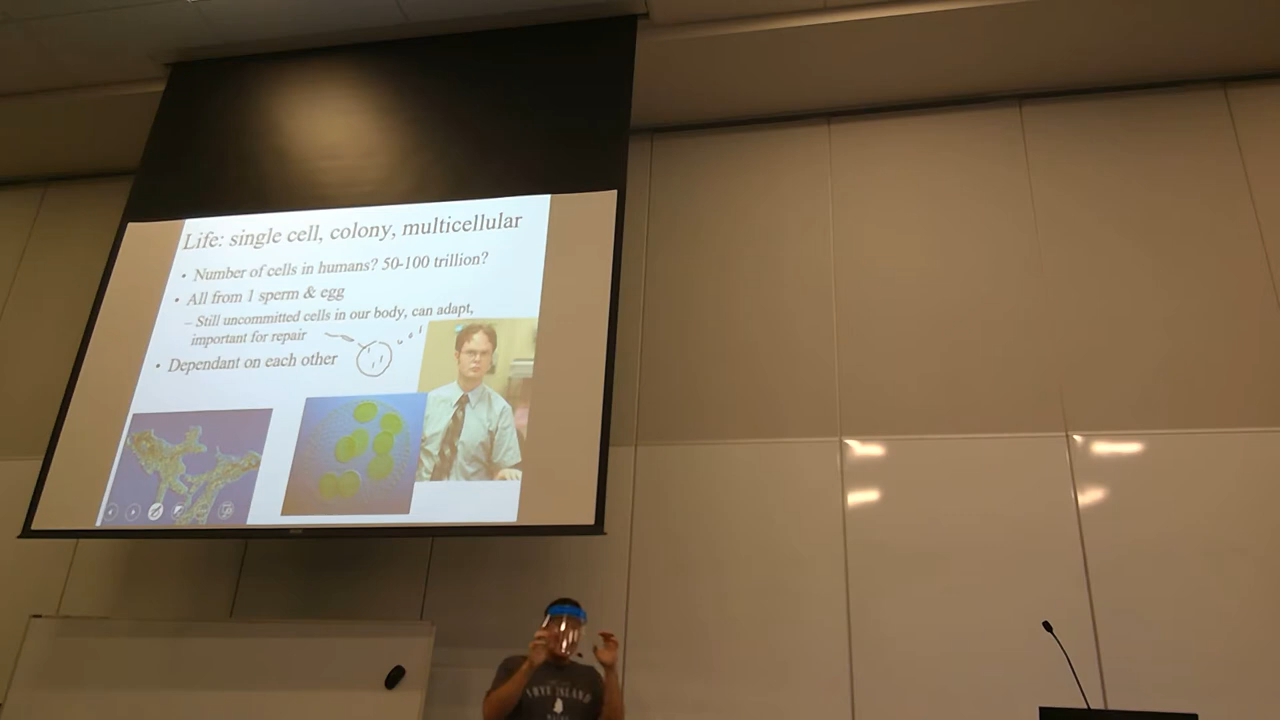 Life: single cell, colony, multicellular
• Number of cells in humans? 50-100 trillion?
• All from 1 sperm & egg
– Still uncommitted cells in our body, can adapt,
important for repair
• Dependant on each other
ISLAND